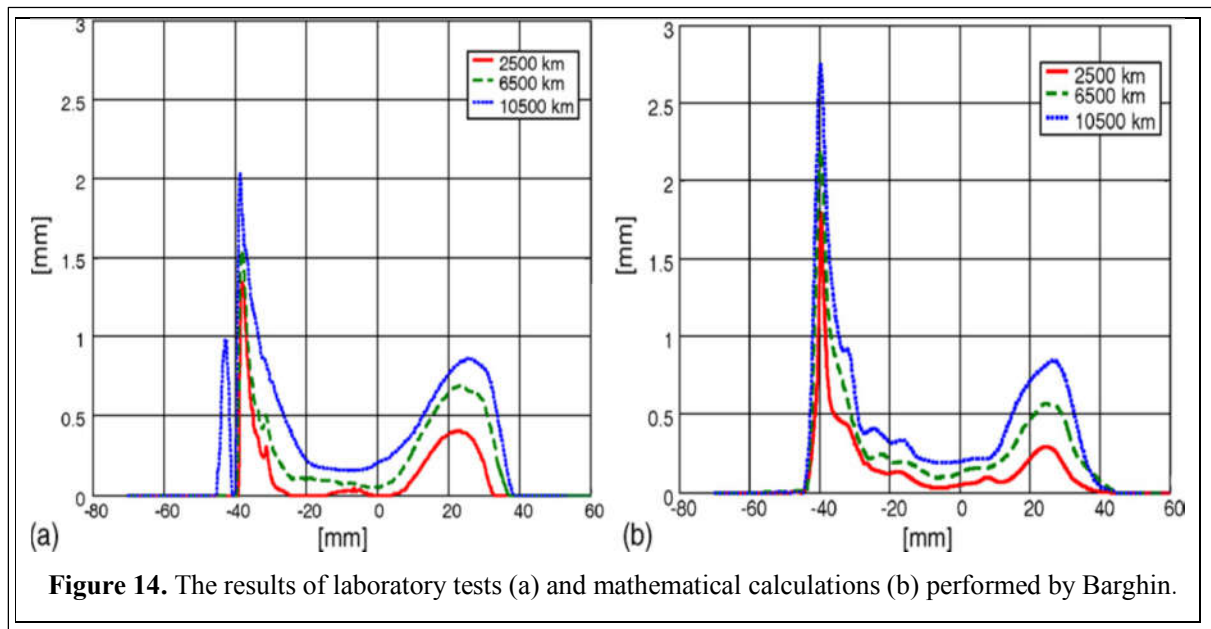 3
2.5
2
1.5
1
0.5
0
[mm]
-80
-60
-40
-20
0
20
40
60
[mm]
2500 km
6500 km
10500 km
(a)
3
2.5
2
1.5
1
0.5
0
[mm]
-80
-60
-40
-20
0
20
40
60
[mm]
2500 km
6500 km
10500 km
(b)
Figure 14. The results of laboratory tests (a) and mathematical calculations (b) performed by Barghin.